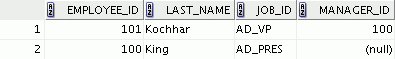 EMPLOYEE_ID LAST_NAME JOB_ID MANAGER_ID
1 101 Kochhar AD_VP 100
2 100 King AD_PRES (null)